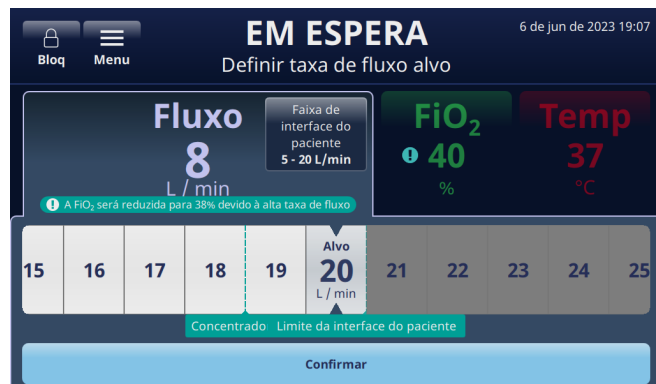 EM ESPERA
6 de jun de 2023 19:07
Bloq
Menu
Definir taxa de fluxo alvo
Fluxo
8
L / min
Faixa de
interface do
paciente
5 - 20 L/min
! A FiO₂ será reduzida para 38% devido à alta taxa de fluxo
FiO₂
! 40
%
Temp
37
°C
15 16 17 18 19
Alvo
20
L / min
21 22 23 24 25
Concentrado Limite da interface do paciente
Confirmar